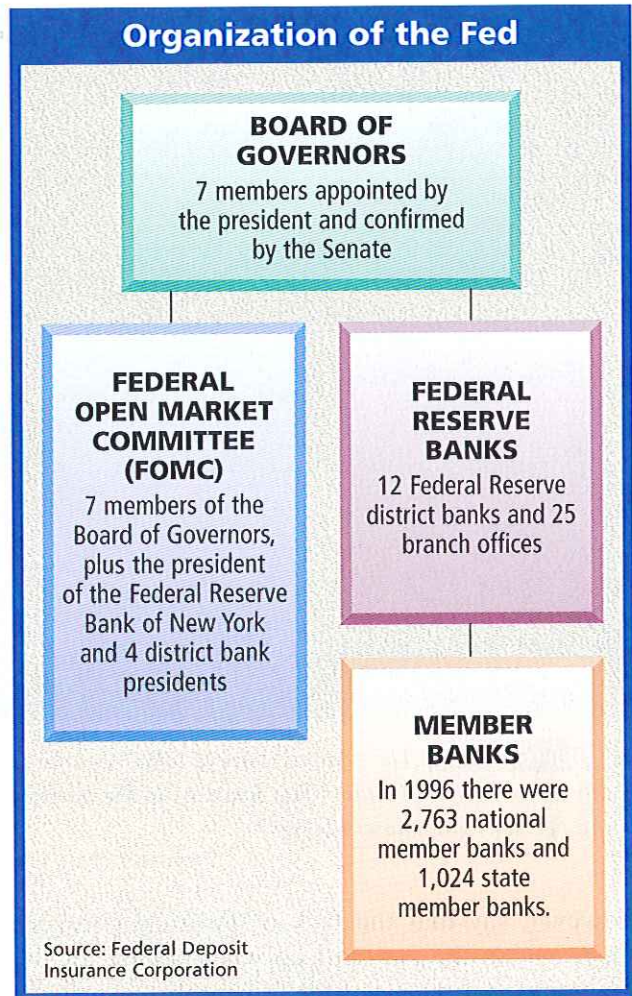 Organization of the Fed
BOARD OF
GOVERNORS
7 members appointed by
the president and confirmed
by the Senate
FEDERAL
OPEN MARKET
COMMITTEE
(FOMC)
7 members of the
Board of Governors,
plus the president
of the Federal Reserve
Bank of New York
and 4 district bank
presidents
FEDERAL
RESERVE
BANKS
12 Federal Reserve
district banks and 25
branch offices
MEMBER
BANKS
In 1996 there were
2,763 national
member banks and
1,024 state
member banks.
Source: Federal Deposit
Insurance Corporation